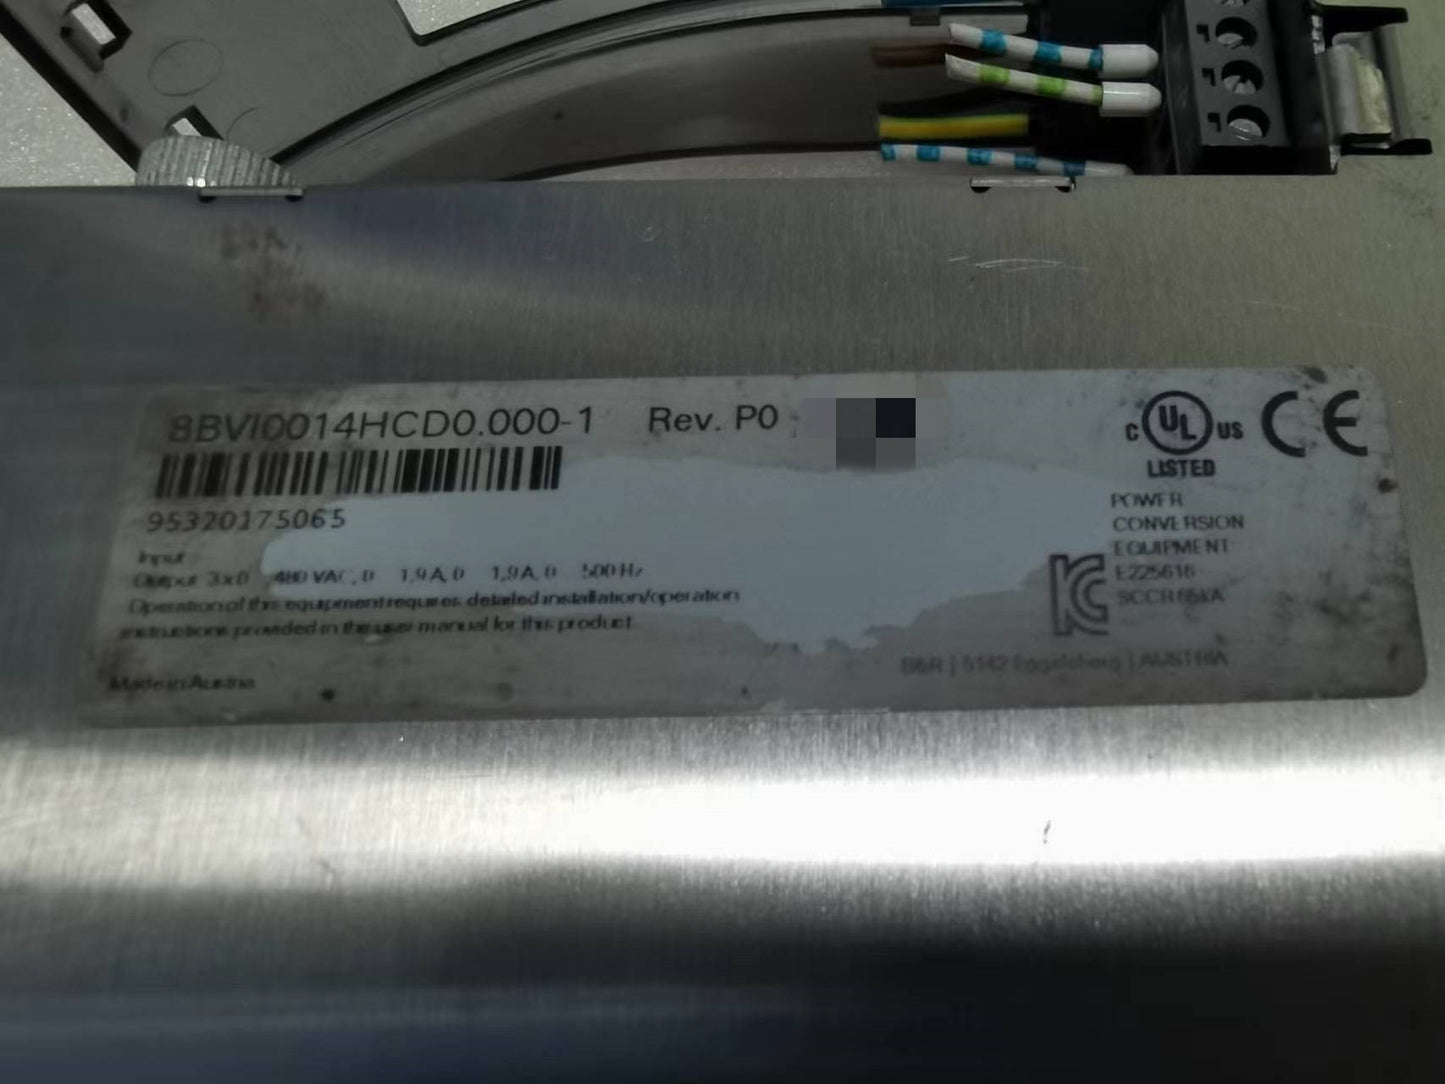 8BVI0014HCD0.000-1 Rev. P0
95320175065
Input
Output 3x0 480 VAC, 0 1,9 A, 0 1,9 A, 0 500 Hz
Operation of this equipment requires detailed installation/operation
instructions provided in the user manual for this product
Made in Austria
c UL US
LISTED
CE
POWER
CONVERSION
EQUIPMENT
E225616
SCCR 65kA
KC
B&R | 5142 Eggelsberg | AUSTRIA